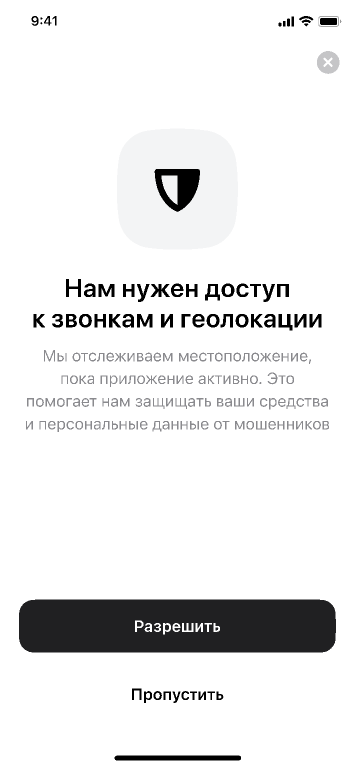 9:41
Нам нужен доступ
к звонкам и геолокации
Мы отслеживаем местоположение,
пока приложение активно. Это
помогает нам защищать ваши средства
и персональные данные от мошенников
Разрешить
Пропустить